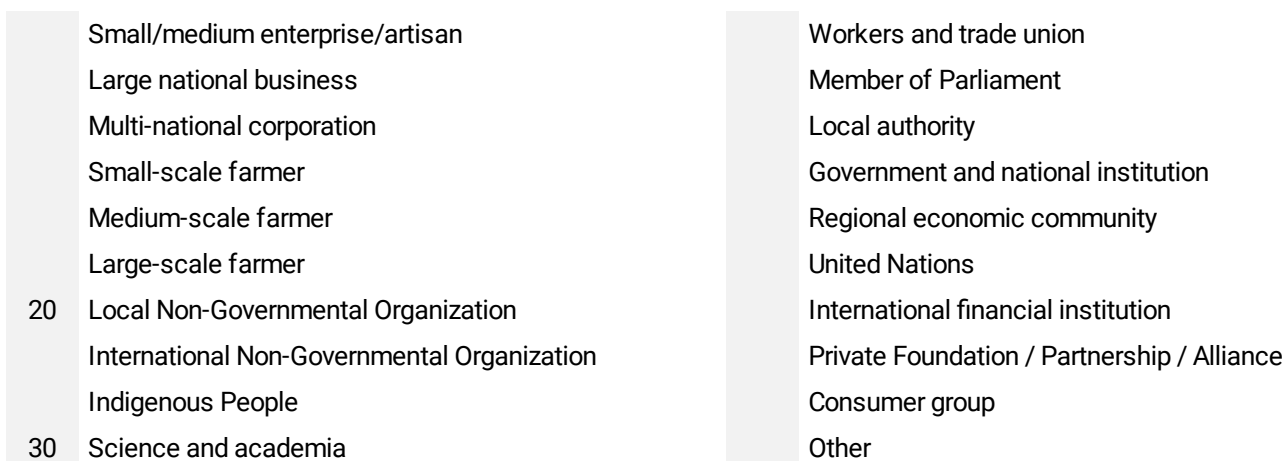 Small/medium enterprise/artisan
Large national business
Multi-national corporation
Small-scale farmer
Medium-scale farmer
Large-scale farmer
20 Local Non-Governmental Organization
International Non-Governmental Organization
Indigenous People
30 Science and academia
Workers and trade union
Member of Parliament
Local authority
Government and national institution
Regional economic community
United Nations
International financial institution
Private Foundation / Partnership / Alliance
Consumer group
Other